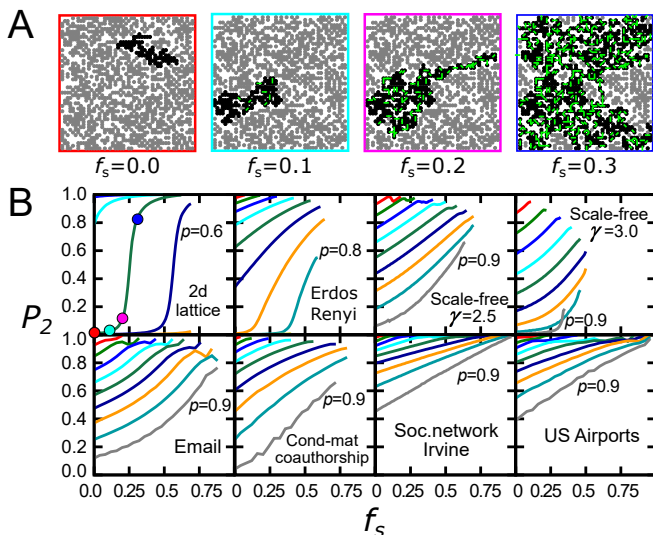 A
f_s=0.0
f_s=0.1
f_s=0.2
f_s=0.3
B
P_2
1.0
0.8
0.6
0.4
0.2
0.0
p=0.6
2d
lattice
p=0.8
Erdos
Renyi
p=0.9
Scale-free
γ=2.5
Scale-free
γ=3.0
p=0.9
1.0
0.8
0.6
0.4
0.2
0.0
p=0.9
Email
p=0.9
Cond-mat
coauthorship
p=0.9
Soc.network
Irvine
p=0.9
US Airports
0.0 0.25 0.50 0.75
0.0 0.25 0.50 0.75
0.0 0.25 0.50 0.75
0.0 0.25 0.50 0.75
f_s